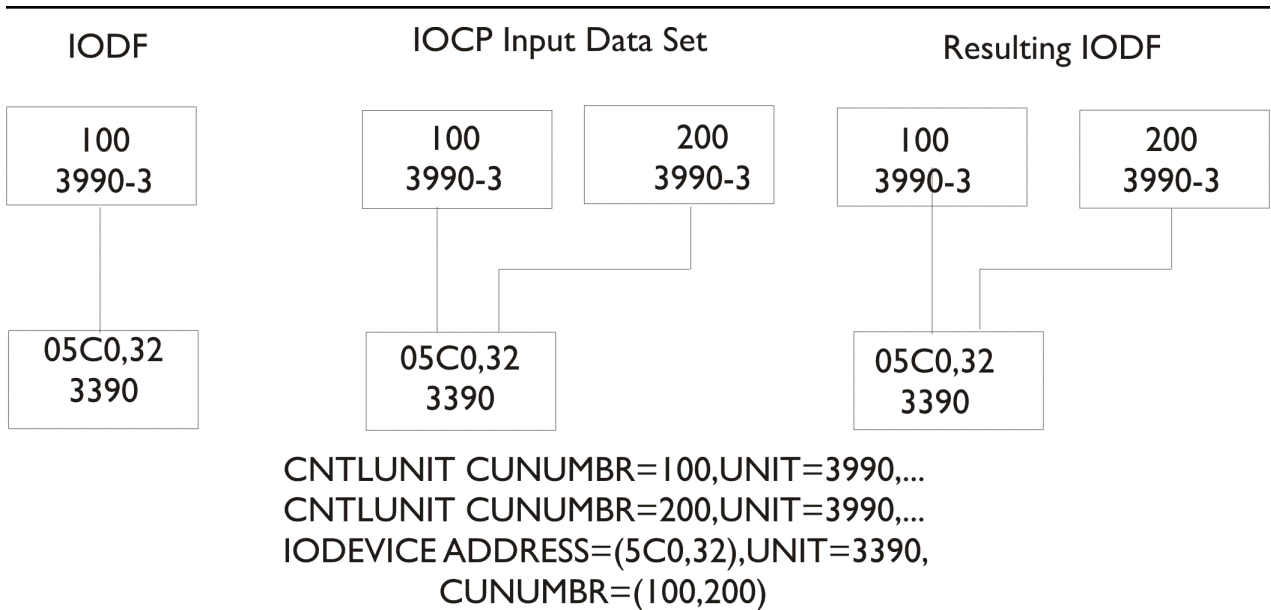 IODF
IOCP Input Data Set
Resulting IODF
100
3990-3
100
3990-3
200
3990-3
100
3990-3
200
3990-3
05C0,32
3390
05C0,32
3390
05C0,32
3390
CNTLUNIT CUNUMBR=100,UNIT=3990,...
CNTLUNIT CUNUMBR=200,UNIT=3990,...
IODEVICE ADDRESS=(5C0,32),UNIT=3390,
CUNUMBR=(100,200)